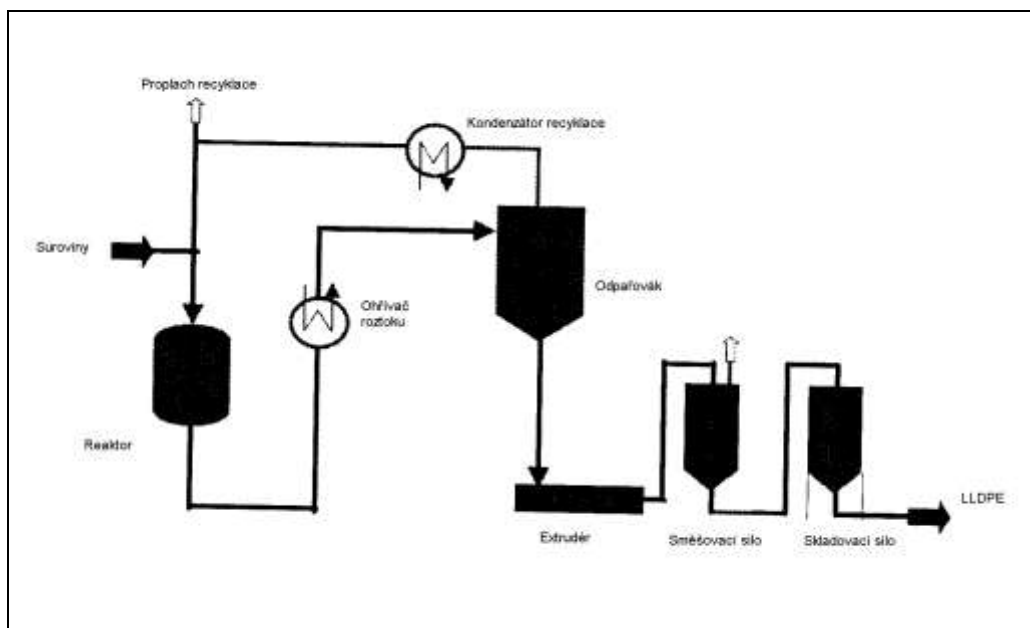 Proplach recyklace
Kondenzátor recyklace
Suroviny
Odpařovák
Ohřívač
roztoku
Reaktor
LLDPE
Extrudér
Směšovací silo
Skladovací silo